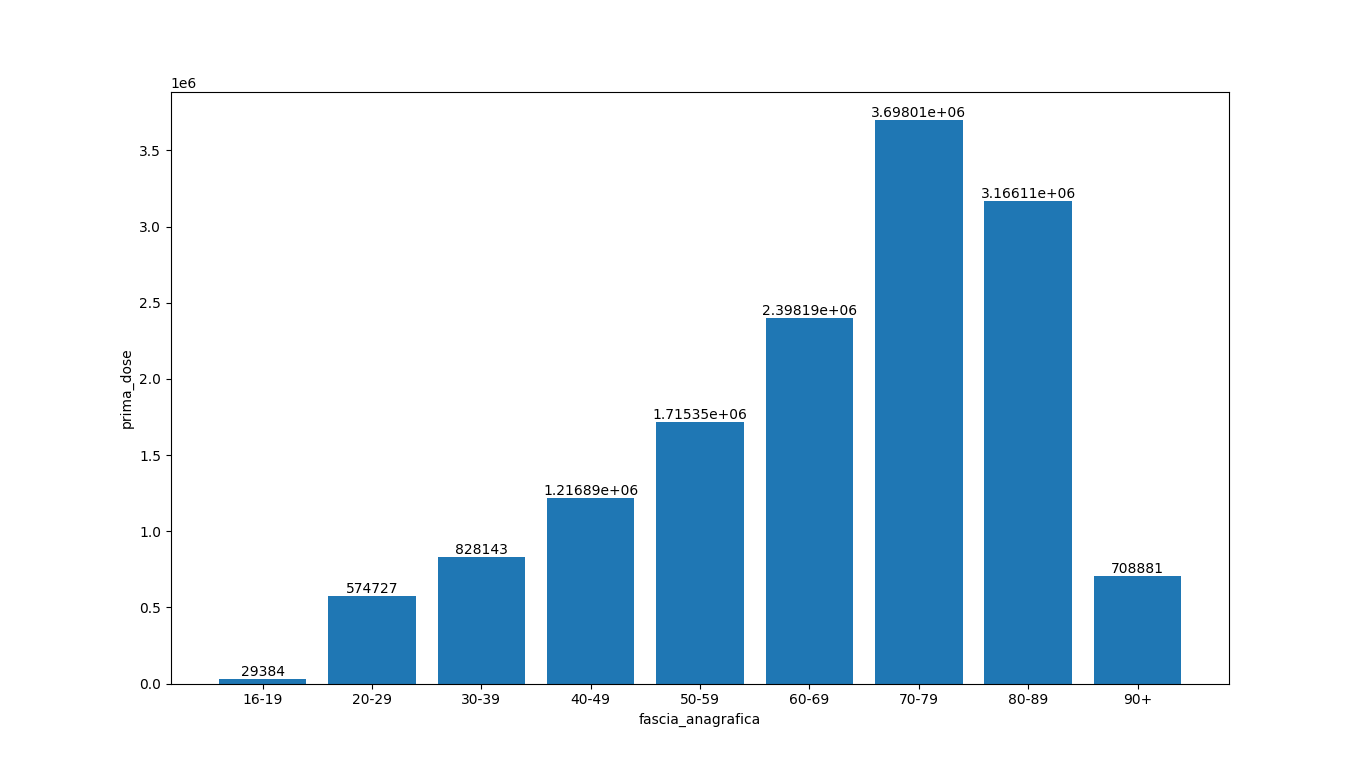 1e6
3.69801e+06
3.5
3.16611e+06
3.0
2.5
2.39819e+06
2.0
prima_dose
1.71535e+06
1.5
1.21689e+06
1.0
828143
708881
574727
0.5
29384
0.0
16-19 20-29 30-39 40-49 50-59 60-69 70-79 80-89 90+
fascia_anagrafica